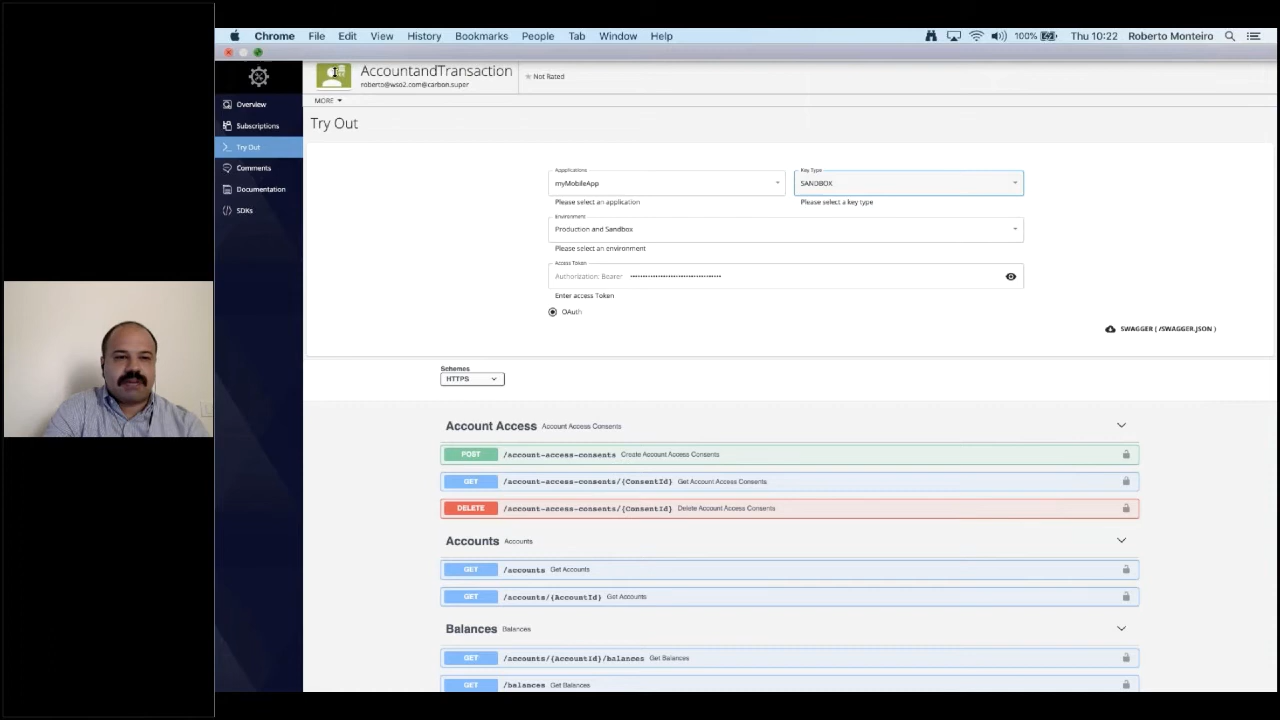 Chrome File Edit View History Bookmarks People Tab Window Help 100% Thu 10:22 Roberto Monteiro
AccountandTransaction
roberto@wso2.com@carbon.super
Not Rated
MORE
Overview
Subscriptions
Try Out
Comments
Documentation
SDKs
Try Out
Appplications
myMobileApp
Please select an application
Key Type
SANDBOX
Please select a key type
Environment
Production and Sandbox
Please select an environment
Access Token
Authorization: Bearer ••••••••••••••••••••••••••••••••••••
Enter access Token
OAuth
SWAGGER ( /SWAGGER.JSON )
Schemes
HTTPS
Account Access Account Access Consents
POST /account-access-consents Create Account Access Consents
GET /account-access-consents/{ConsentId} Get Account Access Consents
DELETE /account-access-consents/{ConsentId} Delete Account Access Consents
Accounts Accounts
GET /accounts Get Accounts
GET /accounts/{AccountId} Get Accounts
Balances Balances
GET /accounts/{AccountId}/balances Get Balances
GET /balances Get Balances